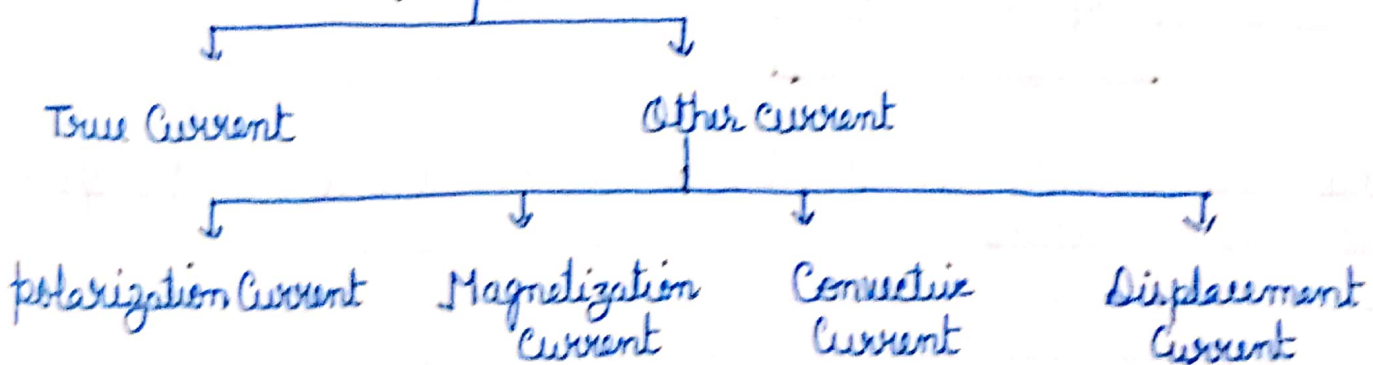 True Current
Other current
polarization Current
Magnetization
Current
Convective
Current
Displacement
Current